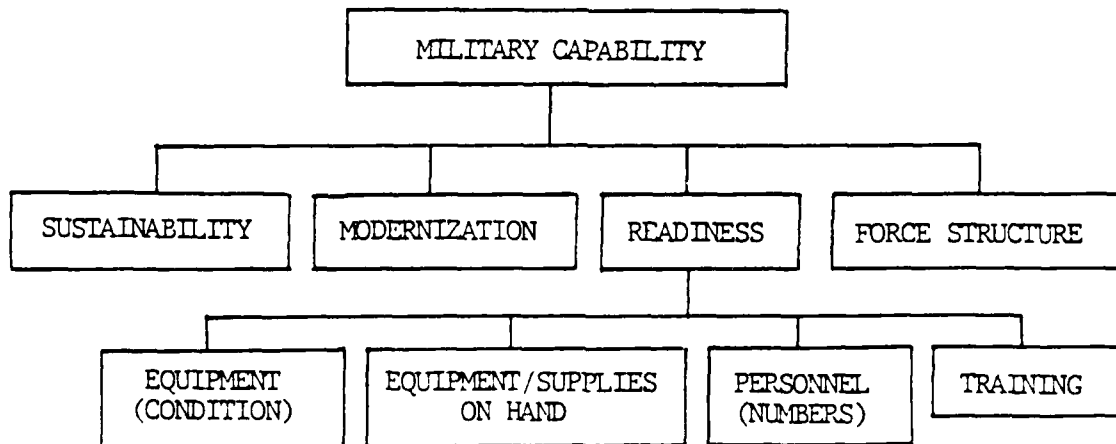 MILITARY CAPABILITY
SUSTAINABILITY
MODERNIZATION
READINESS
FORCE STRUCTURE
EQUIPMENT
(CONDITION)
EQUIPMENT/SUPPLIES
ON HAND
PERSONNEL
(NUMBERS)
TRAINING